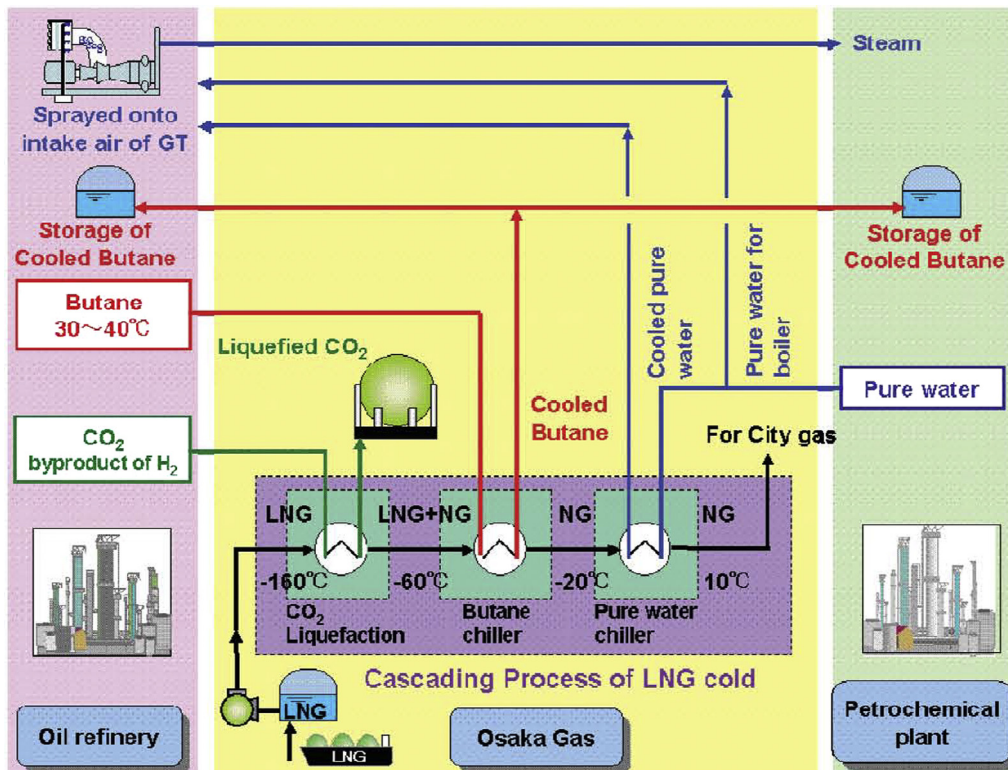 Steam
Sprayed onto
intake air of GT
Storage of
Cooled Butane
Storage of
Cooled Butane
Butane
30～40℃
Liquefied CO₂
Cooled pure
water
Pure water for
boiler
Pure water
Cooled
Butane
For City gas
CO₂
byproduct of H₂
LNG
LNG+NG
NG
NG
-160℃
-60℃
-20℃
10℃
CO₂
Liquefaction
Butane
chiller
Pure water
chiller
Cascading Process of LNG cold
LNG
LNG
Oil refinery
Osaka Gas
Petrochemical
plant